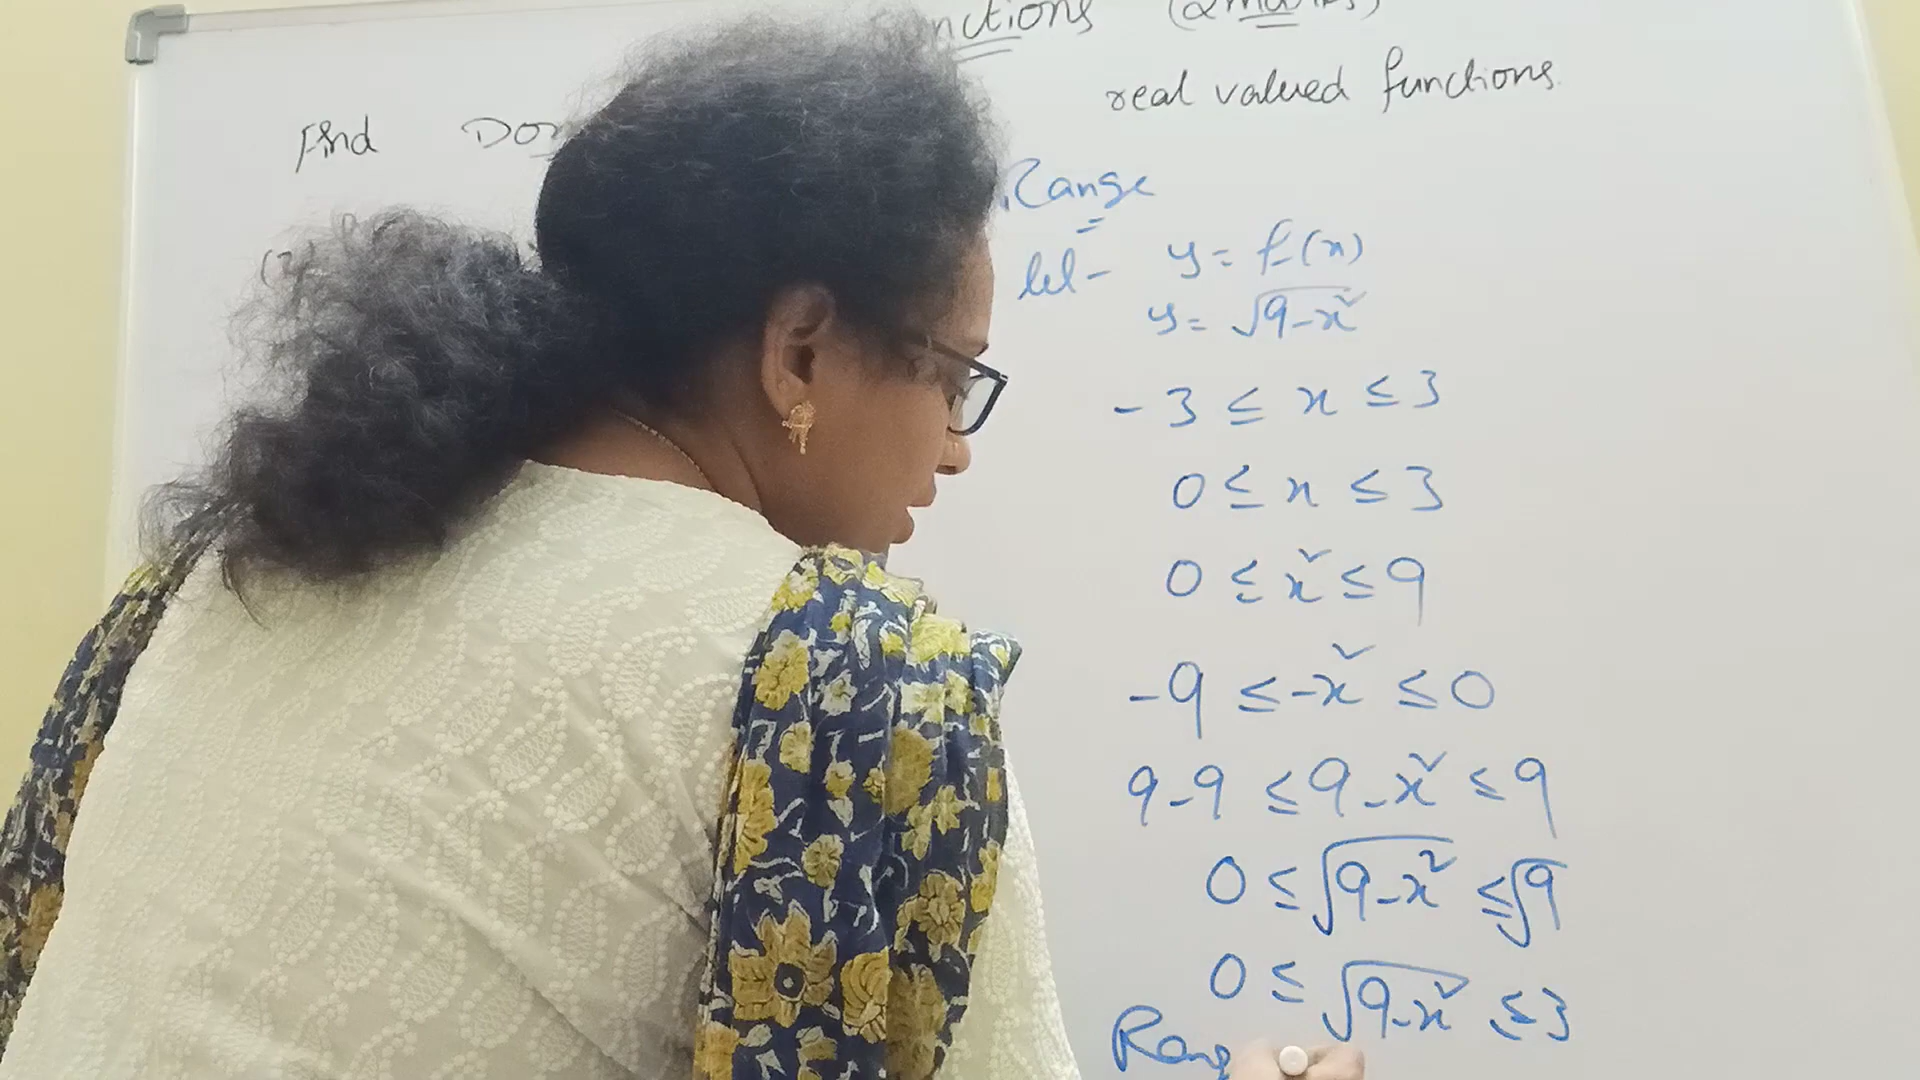 real valued functions.
Find
Range
let y = f(x)
y = √9-x²
-3 ≤ x ≤ 3
0 ≤ x ≤ 3
0 ≤ x² ≤ 9
-9 ≤ -x² ≤ 0
9-9 ≤ 9-x² ≤ 9
0 ≤ √9-x² ≤ √9
0 ≤ √9-x² ≤ 3